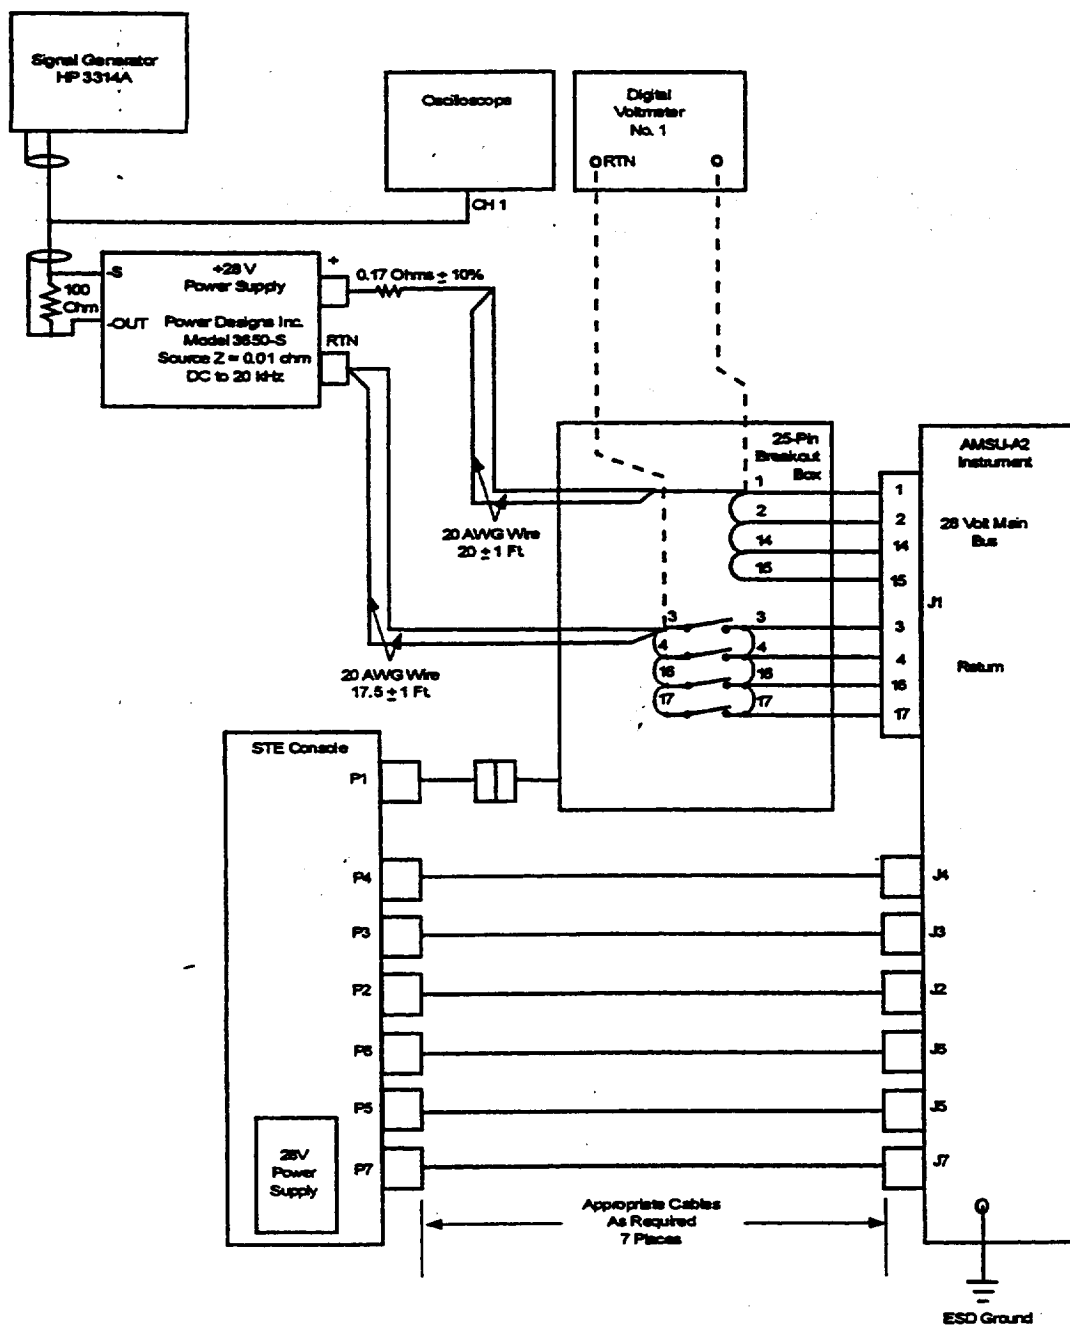 Signal Generator
HP 3314A
Oscilloscope
CH 1
Digital
Voltmeter
No. 1
RTN
100
Ohm
-S
-OUT
+28 V
Power Supply
Power Designs Inc.
Model 3650-S
Source Z = 0.01 ohm
DC to 20 kHz
+
RTN
0.17 Ohms ± 10%
20 AWG Wire
20 ± 1 Ft.
20 AWG Wire
17.5 ± 1 Ft.
25-Pin
Breakout
Box
1
2
14
15
3
4
16
17
3
4
16
17
AMSU-A2
Instrument
1
2
14
15
3
4
16
17
28 Volt Main
Bus
J1
Return
STE Console
P1
P4
P3
P2
P6
P5
P7
28V
Power
Supply
J4
J3
J2
J6
J5
J7
Appropriate Cables
As Required
7 Places
ESD Ground